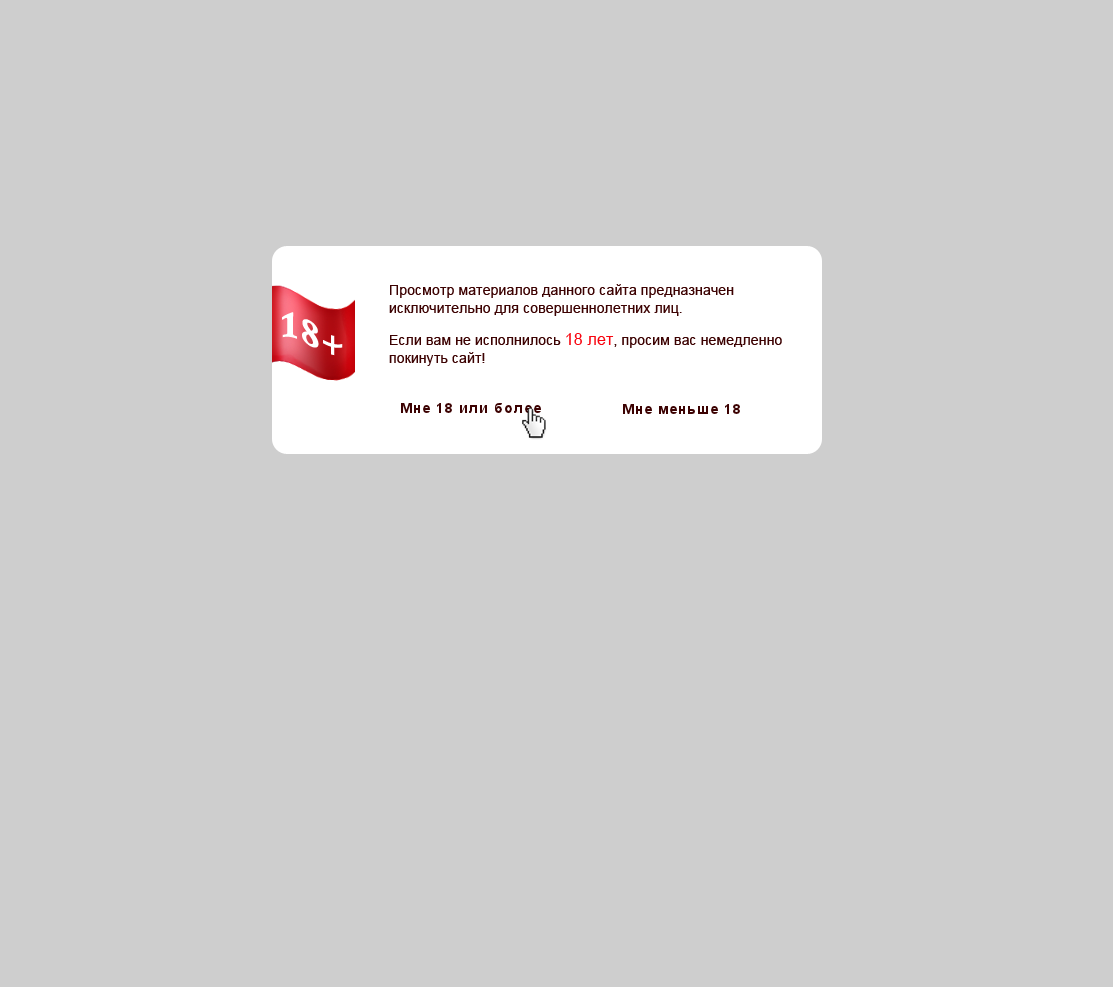 18+
Просмотр материалов данного сайта предназначен
исключительно для совершеннолетних лиц.
Если вам не исполнилось 18 лет, просим вас немедленно
покинуть сайт!
Мне 18 или более
Мне меньше 18